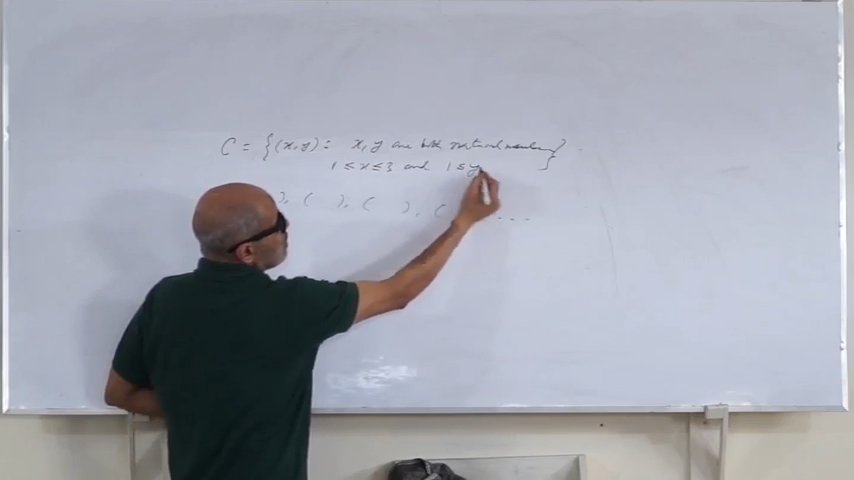 C = {(x, y) : x, y are both natural numbers
1 ≤ x ≤ 3 and 1 ≤ y }
), ( ), ( ), ( ...